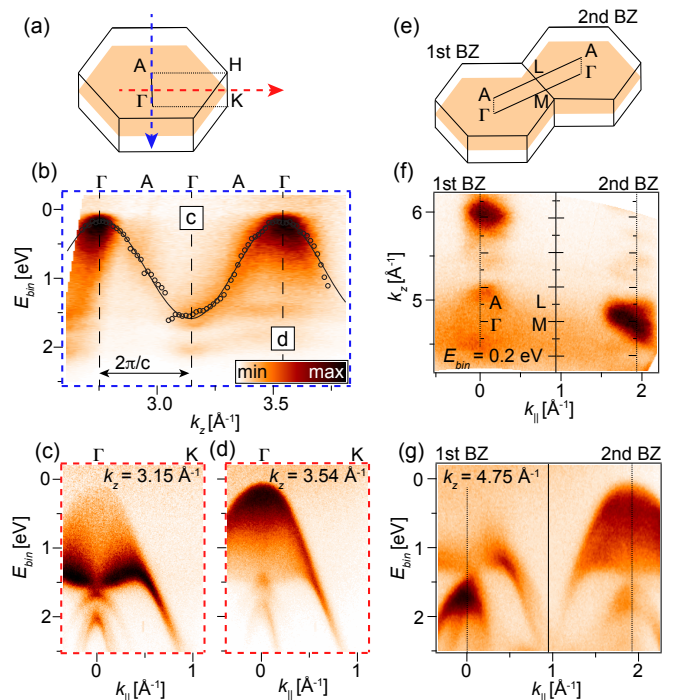 (a)
A
H
Γ
K
(e)
2nd BZ
1st BZ
A
L
Γ
A
Γ
M
(b)
Γ A Γ A Γ
0
1
2
E_bin [eV]
c
d
2π/c
min max
3.0 3.5
k_z [Å⁻¹]
(f)
1st BZ 2nd BZ
6
5
k_z [Å⁻¹]
A L
Γ M
E_bin = 0.2 eV
0 1 2
k_|| [Å⁻¹]
(c)
Γ K
k_z = 3.15 Å⁻¹
0
1
2
E_bin [eV]
0 1
k_|| [Å⁻¹]
(d)
Γ K
k_z = 3.54 Å⁻¹
0 1
k_|| [Å⁻¹]
(g)
1st BZ 2nd BZ
k_z = 4.75 Å⁻¹
0
1
2
E_bin [eV]
0 1 2
k_|| [Å⁻¹]